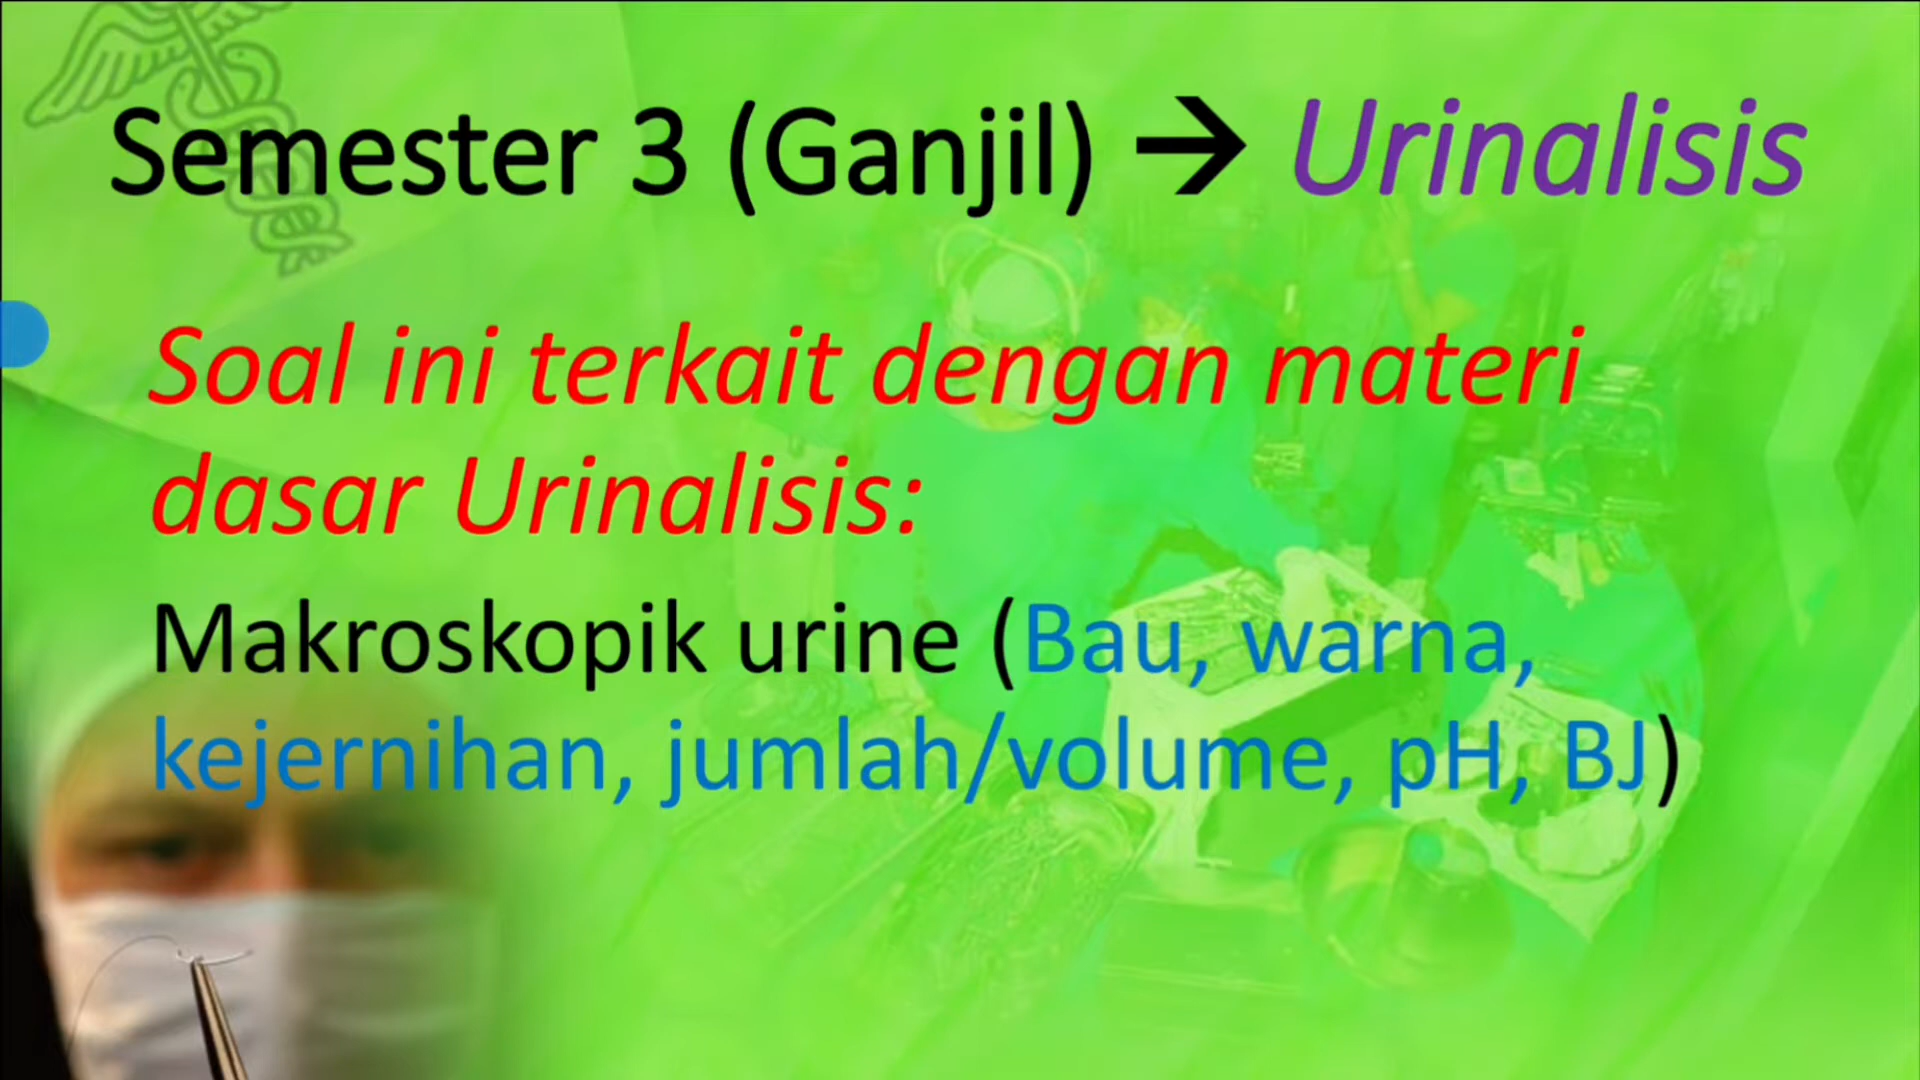 Semester 3 (Ganjil) → Urinalisis
Soal ini terkait dengan materi
dasar Urinalisis:
Makroskopik urine (Bau, warna,
kejernihan, jumlah/volume, pH, BJ)